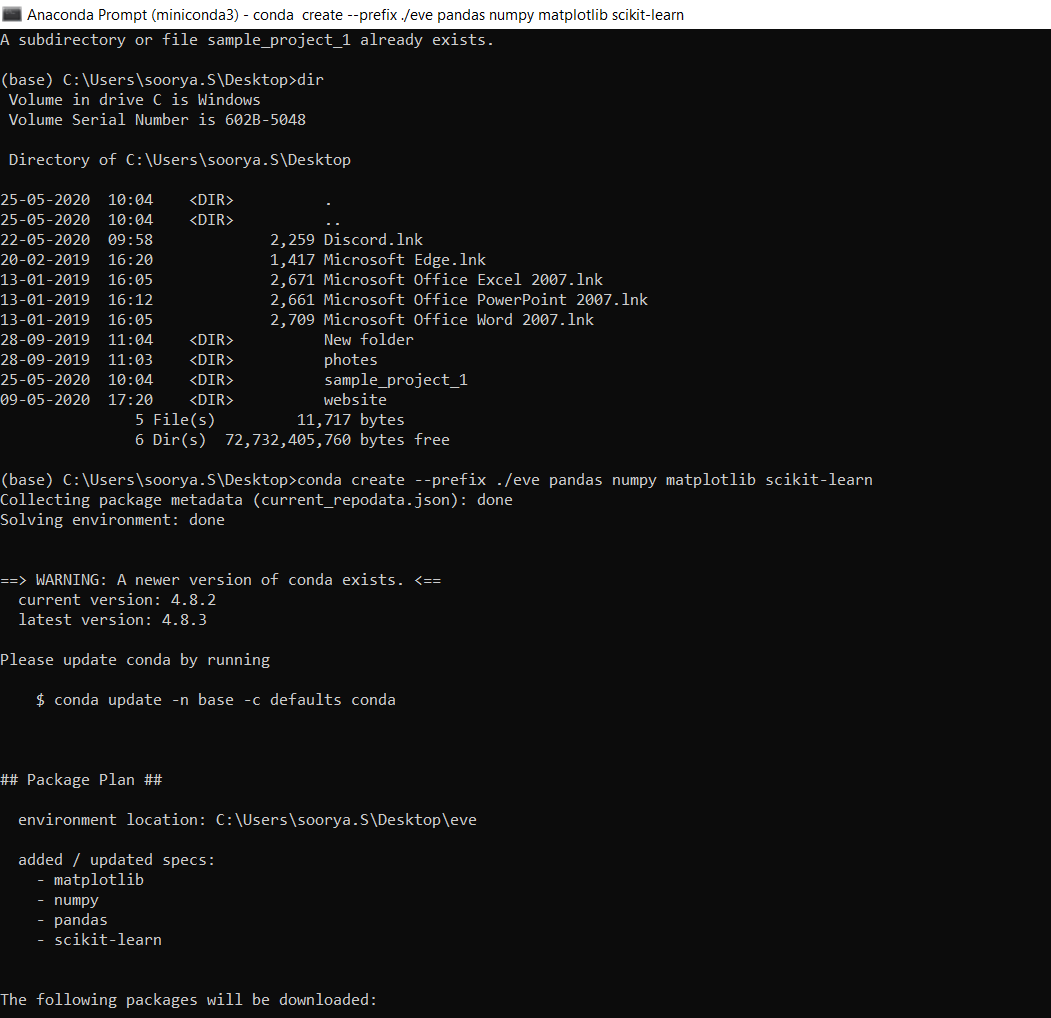 Anaconda Prompt (miniconda3) - conda  create --prefix ./eve pandas numpy matplotlib scikit-learn
A subdirectory or file sample_project_1 already exists.
(base) C:\Users\soorya.S\Desktop>dir
 Volume in drive C is Windows
 Volume Serial Number is 602B-5048
 Directory of C:\Users\soorya.S\Desktop
25-05-2020  10:04    <DIR>          .
25-05-2020  10:04    <DIR>          ..
22-05-2020  09:58             2,259 Discord.lnk
20-02-2019  16:20             1,417 Microsoft Edge.lnk
13-01-2019  16:05             2,671 Microsoft Office Excel 2007.lnk
13-01-2019  16:12             2,661 Microsoft Office PowerPoint 2007.lnk
13-01-2019  16:05             2,709 Microsoft Office Word 2007.lnk
28-09-2019  11:04    <DIR>          New folder
28-09-2019  11:03    <DIR>          photes
25-05-2020  10:04    <DIR>          sample_project_1
09-05-2020  17:20    <DIR>          website
               5 File(s)         11,717 bytes
               6 Dir(s)  72,732,405,760 bytes free
(base) C:\Users\soorya.S\Desktop>conda create --prefix ./eve pandas numpy matplotlib scikit-learn
Collecting package metadata (current_repodata.json): done
Solving environment: done
==> WARNING: A newer version of conda exists. <==
  current version: 4.8.2
  latest version: 4.8.3
Please update conda by running
    $ conda update -n base -c defaults conda
## Package Plan ##
  environment location: C:\Users\soorya.S\Desktop\eve
  added / updated specs:
    - matplotlib
    - numpy
    - pandas
    - scikit-learn
The following packages will be downloaded: